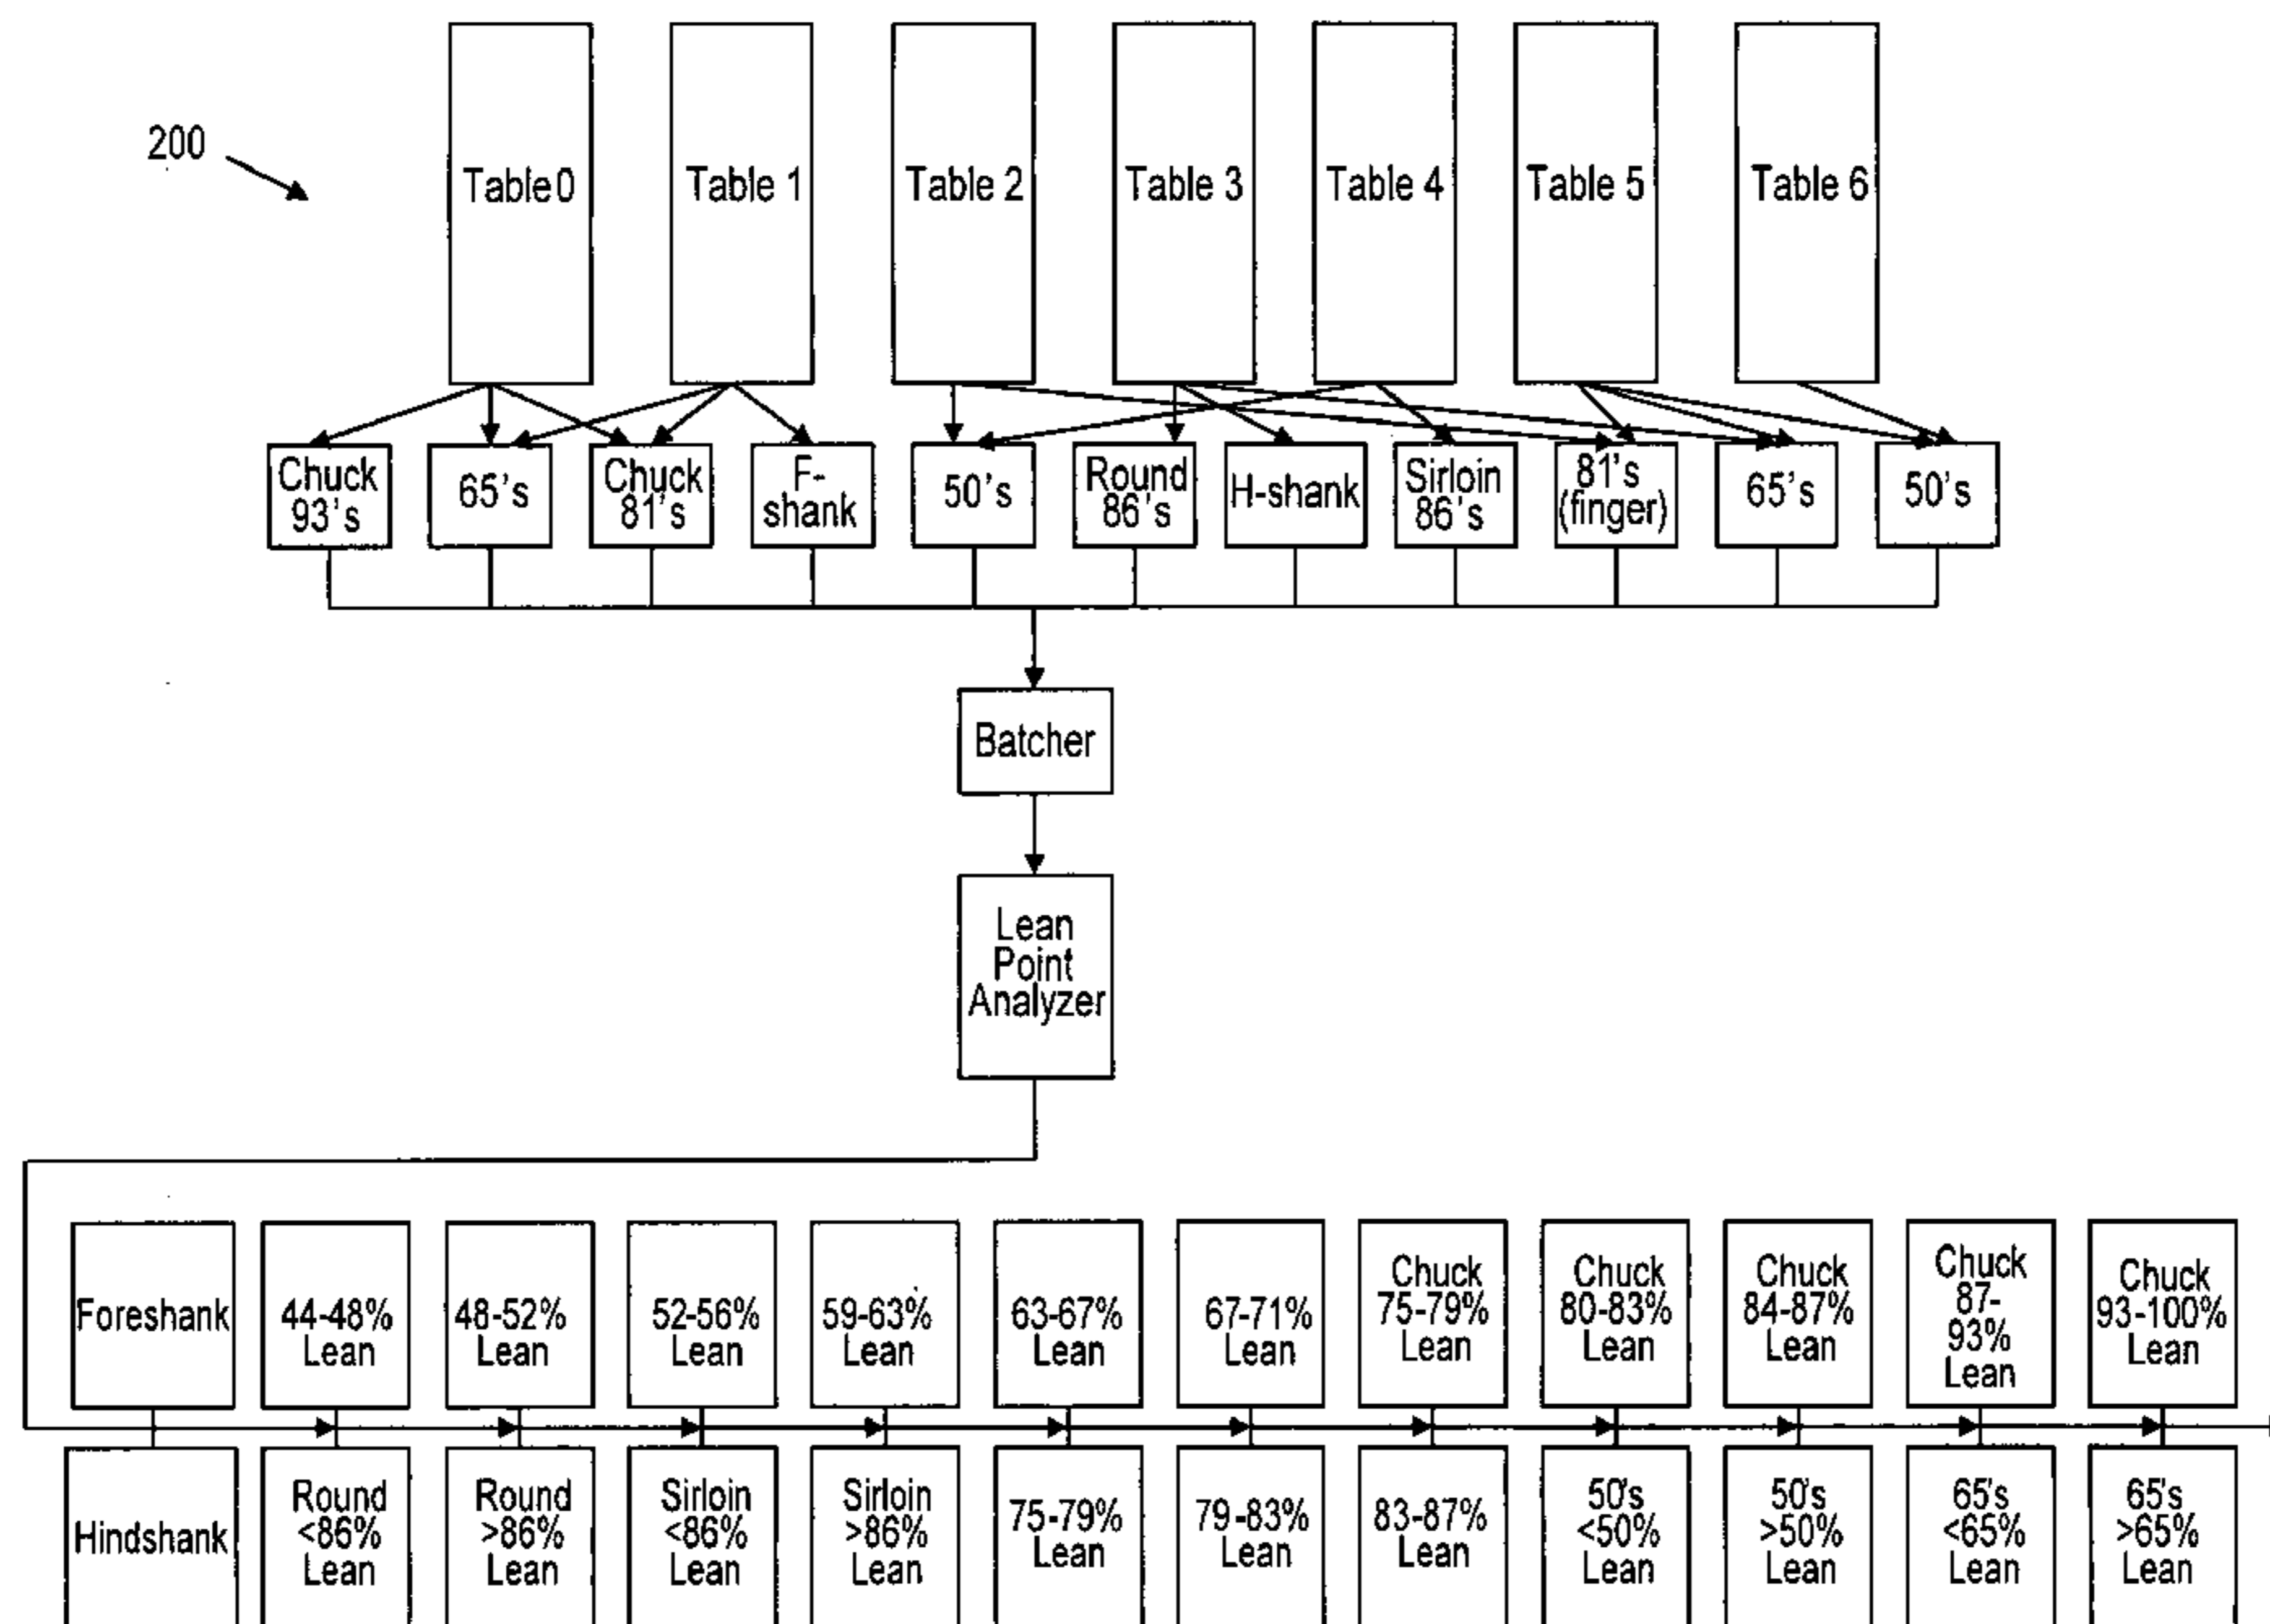 200
Table 0
Table 1
Table 2
Table 3
Table 4
Table 5
Table 6
Chuck
93's
65's
Chuck
81's
F-
shank
50's
Round
86's
H-shank
Sirloin
86's
81's
(finger)
65's
50's
Batcher
Lean
Point
Analyzer
Foreshank
44-48%
Lean
48-52%
Lean
52-56%
Lean
59-63%
Lean
63-67%
Lean
67-71%
Lean
Chuck
75-79%
Lean
Chuck
80-83%
Lean
Chuck
84-87%
Lean
Chuck
87-
93%
Lean
Chuck
93-100%
Lean
Hindshank
Round
<86%
Lean
Round
>86%
Lean
Sirloin
<86%
Lean
Sirloin
>86%
Lean
75-79%
Lean
79-83%
Lean
83-87%
Lean
50's
<50%
Lean
50's
>50%
Lean
65's
<65%
Lean
65's
>65%
Lean